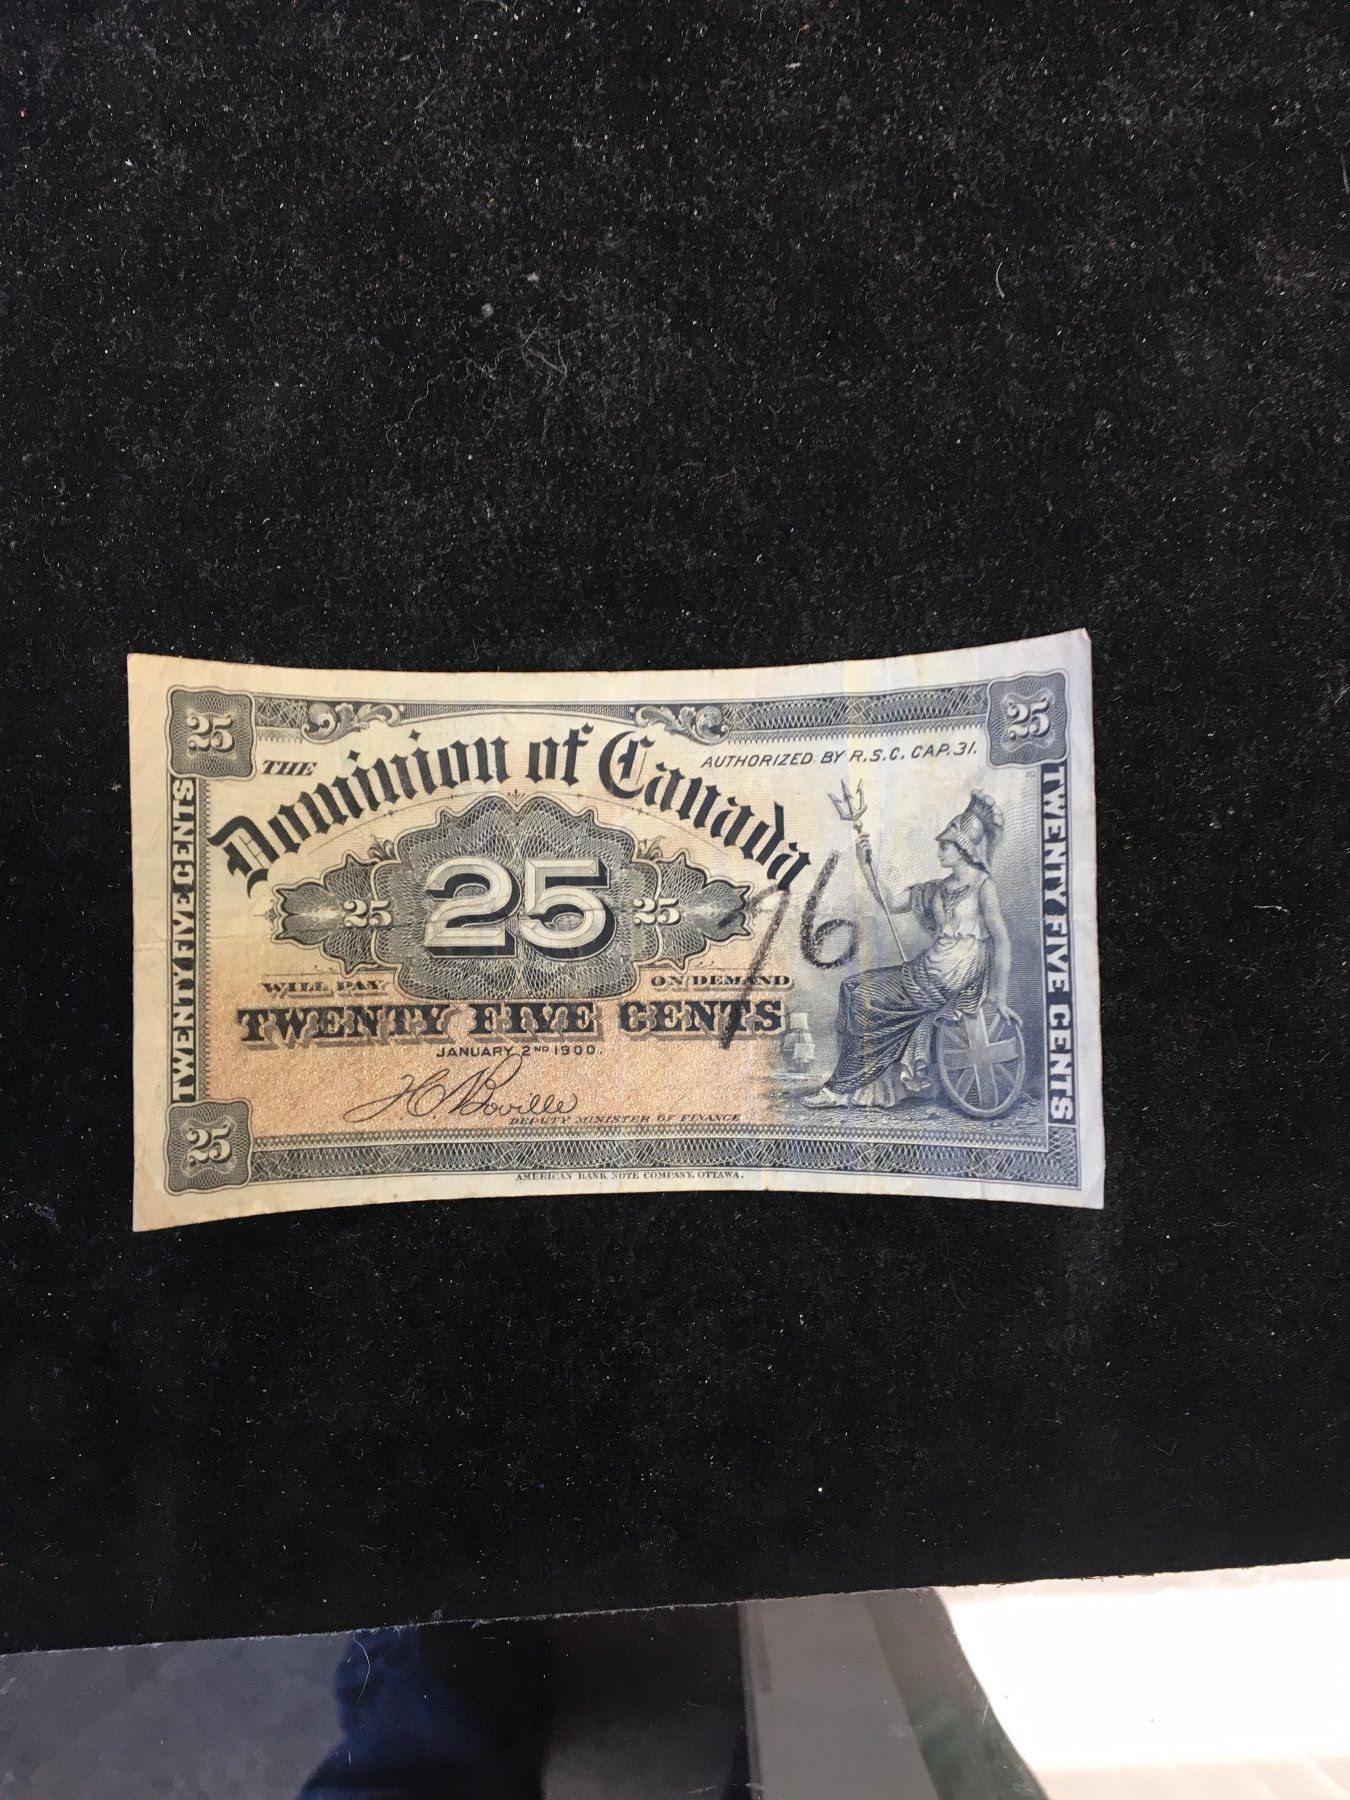 25
25
THE
Dominion of Canada
AUTHORIZED BY R.S.C. CAP. 31.
TWENTY FIVE CENTS
25
25
25
76
WILL PAY
ON DEMAND
TWENTY FIVE CENTS
JANUARY 2ND 1900.
H C Boville
DEPUTY MINISTER OF FINANCE
TWENTY FIVE CENTS
25
AMERICAN BANK NOTE COMPANY, OTTAWA.